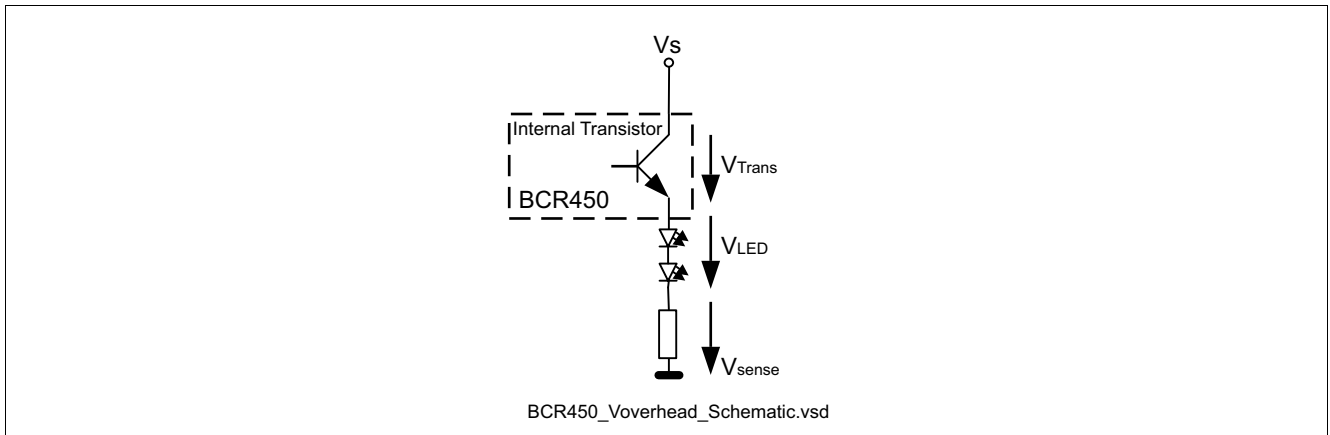 Vs
Internal Transistor
BCR450
VTrans
VLED
Vsense
BCR450_Voverhead_Schematic.vsd